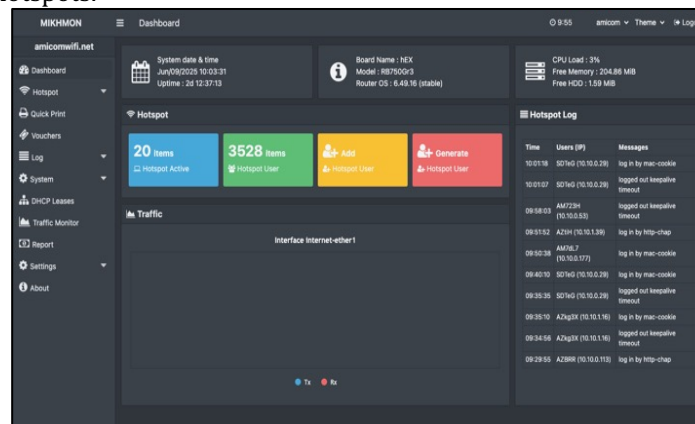 hotspots.
MIKHMON
Dashboard
9:55
amicom
Theme
amicomwifi.net
Dashboard
Hotspot
Quick Print
Vouchers
Log
System
DHCP Leases
Traffic Monitor
Report
Settings
About
System date & time
Jun/09/2025 10:03:31
Uptime : 2d 12:37:13
Board Name : hEX
Model : RB750Gr3
Router OS : 6.49.16 (stable)
CPU Load : 3%
Free Memory : 204.86 MiB
Free HDD : 1.59 MiB
Hotspot
20 Items
Hotspot Active
3528 Items
Hotspot User
Add
Hotspot User
Generate
Hotspot User
Traffic
Interface Internet-ether1
Tx Rx
Hotspot Log
Time Users (IP) Messages
10:01:18 SDTeG (10.10.0.29) log in by mac-cookie
10:01:07 SDTeG (10.10.0.29) logged out keepalive
timeout
09:58:03 AM723H
(10.10.0.53) logged out keepalive
timeout
09:51:52 (10.10.1.39) log in by http-chap
09:50:38
(10.10.0.177) log in by mac-cookie
09:40:10 SDTeG (10.10.0.29) log in by mac-cookie
09:35:35 SDTeG (10.10.0.29) logged out keepalive
timeout
09:35:10 AZkg3X (10.10.1.16) log in by mac-cookie
09:34:56 AZkg3X (10.10.1.16) logged out keepalive
timeout
09:29:55 AZBRR (10.10.0.113) log in by http-chap